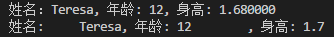 姓名: Teresa, 年龄: 12, 身高: 1.680000
姓名:     Teresa, 年龄: 12        , 身高: 1.7